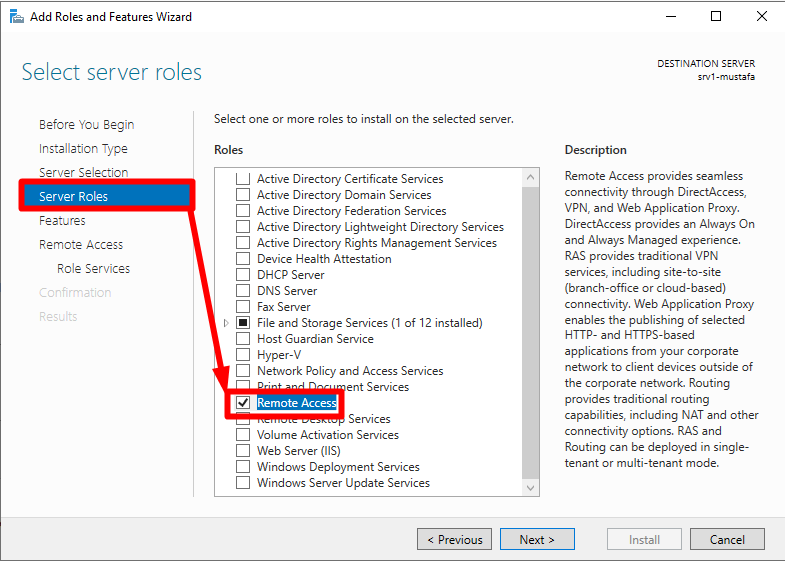 Add Roles and Features Wizard
Select server roles
DESTINATION SERVER
srv1-mustafa
Before You Begin
Installation Type
Server Selection
Server Roles
Features
Remote Access
Role Services
Confirmation
Results
Select one or more roles to install on the selected server.
Roles
Active Directory Certificate Services
Active Directory Domain Services
Active Directory Federation Services
Active Directory Lightweight Directory Services
Active Directory Rights Management Services
Device Health Attestation
DHCP Server
DNS Server
Fax Server
File and Storage Services (1 of 12 installed)
Host Guardian Service
Hyper-V
Network Policy and Access Services
Print and Document Services
Remote Access
Remote Desktop Services
Volume Activation Services
Web Server (IIS)
Windows Deployment Services
Windows Server Update Services
Description
Remote Access provides seamless
connectivity through DirectAccess,
VPN, and Web Application Proxy.
DirectAccess provides an Always On
and Always Managed experience.
RAS provides traditional VPN
services, including site-to-site
(branch-office or cloud-based)
connectivity. Web Application Proxy
enables the publishing of selected
HTTP- and HTTPS-based
applications from your corporate
network to client devices outside of
the corporate network. Routing
provides traditional routing
capabilities, including NAT and other
connectivity options. RAS and
Routing can be deployed in single-
tenant or multi-tenant mode.
< Previous
Next >
Install
Cancel